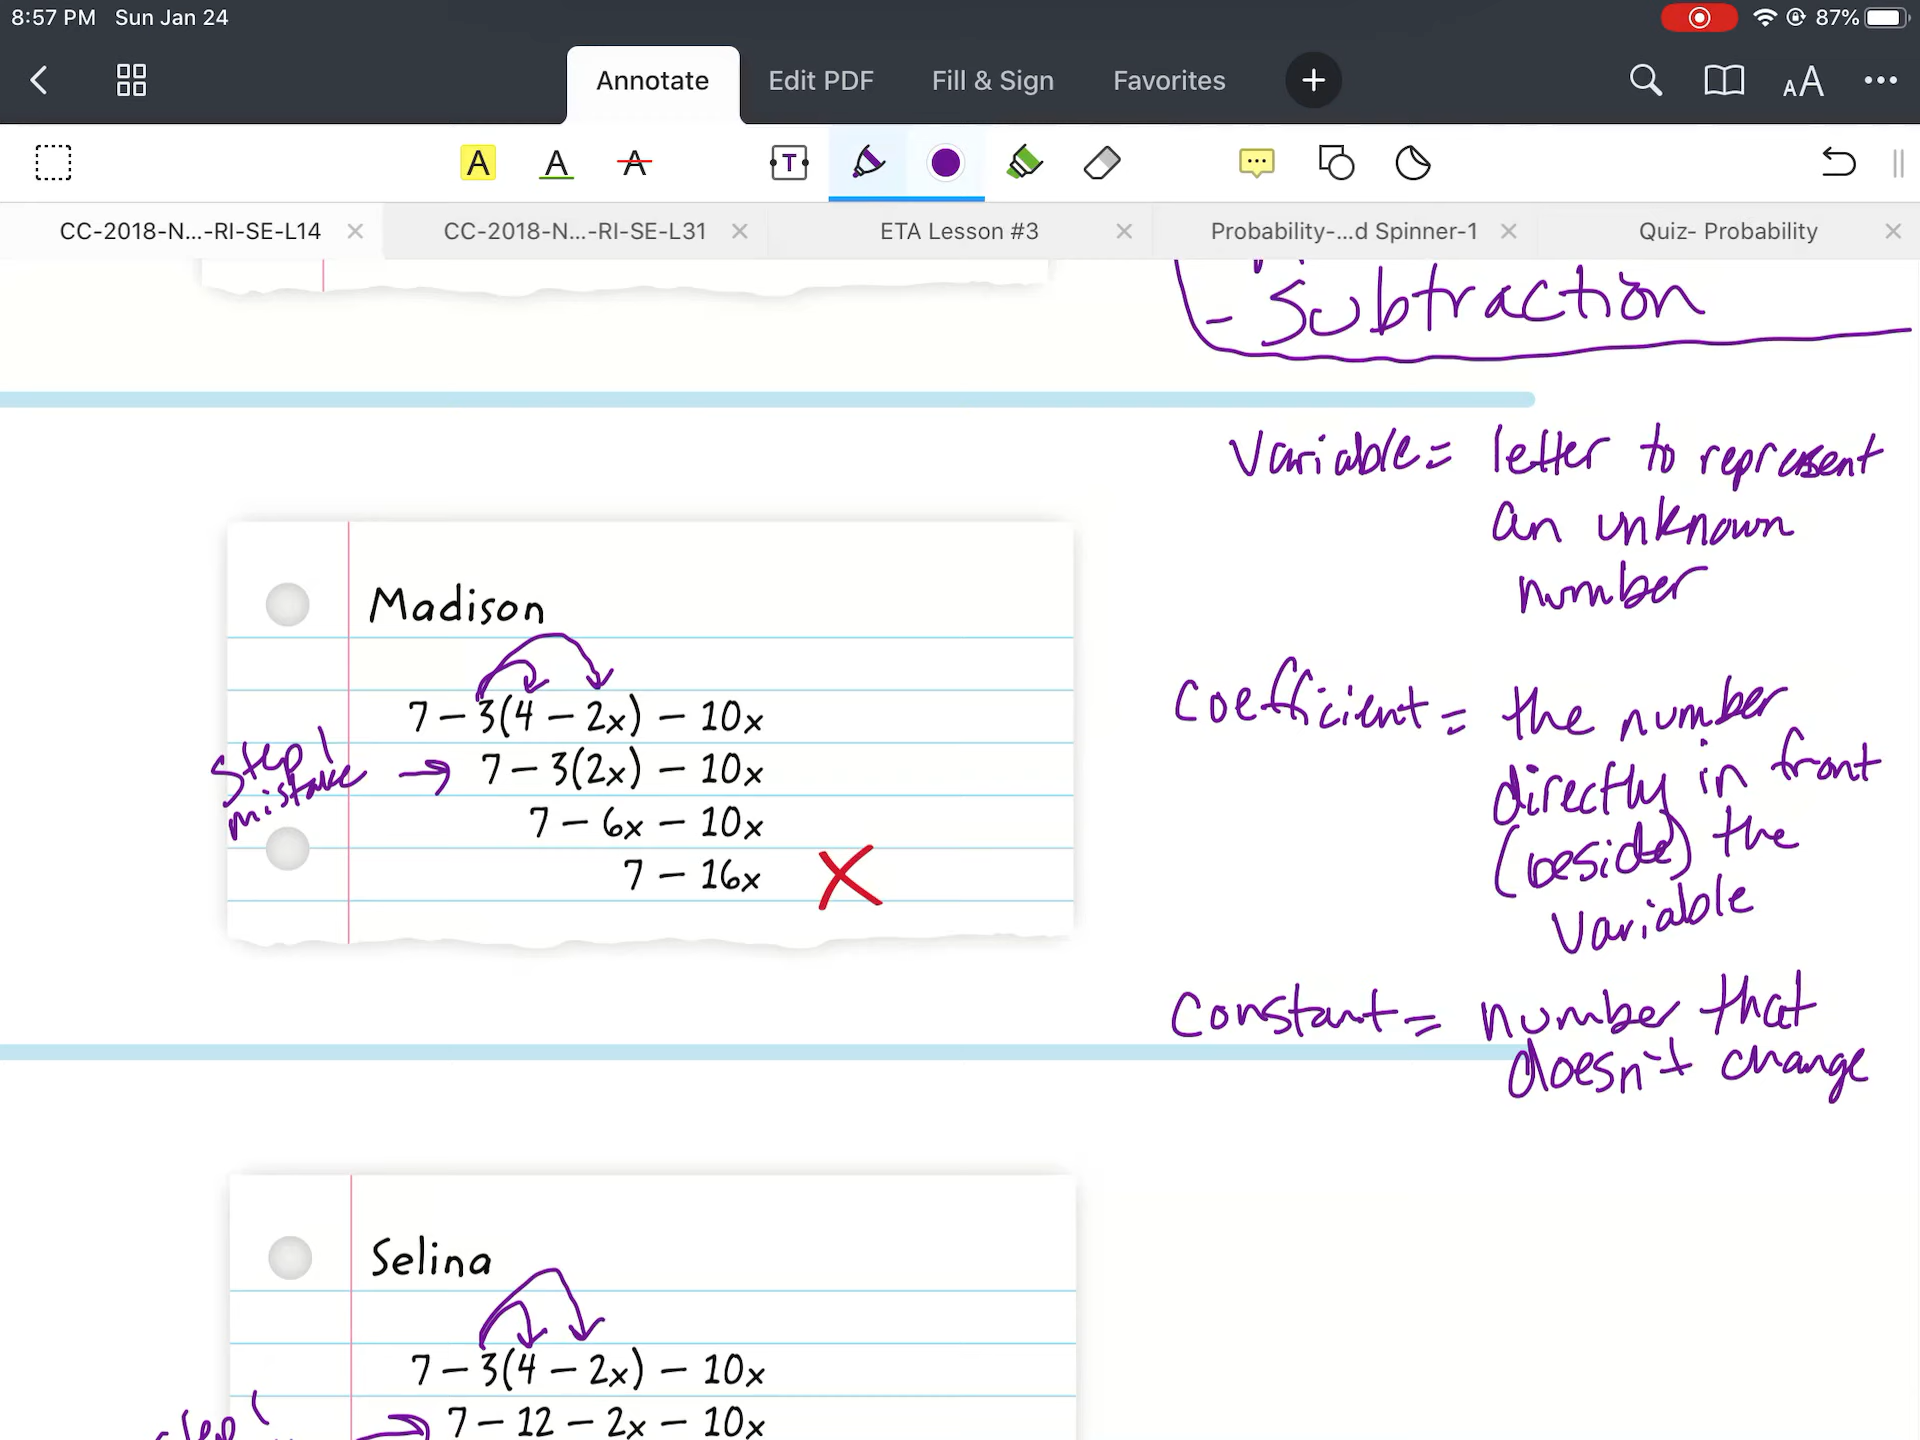 8:57 PM Sun Jan 24
87%
Annotate Edit PDF Fill & Sign Favorites
AA
A A A T
CC-2018-N...-RI-SE-L14 CC-2018-N...-RI-SE-L31 ETA Lesson #3 Probability-...d Spinner-1 Quiz- Probability
- Subtraction
Variable = letter to represent
an unknown
number
Madison
7 – 3(4 – 2x) – 10x
Step 1
mistake → 7 – 3(2x) – 10x
7 – 6x – 10x
7 – 16x
Coefficient = the number
directly in front
(beside) the
variable
Constant = number that
doesn't change
Selina
7 – 3(4 – 2x) – 10x
step 1
7 – 12 – 2x – 10x